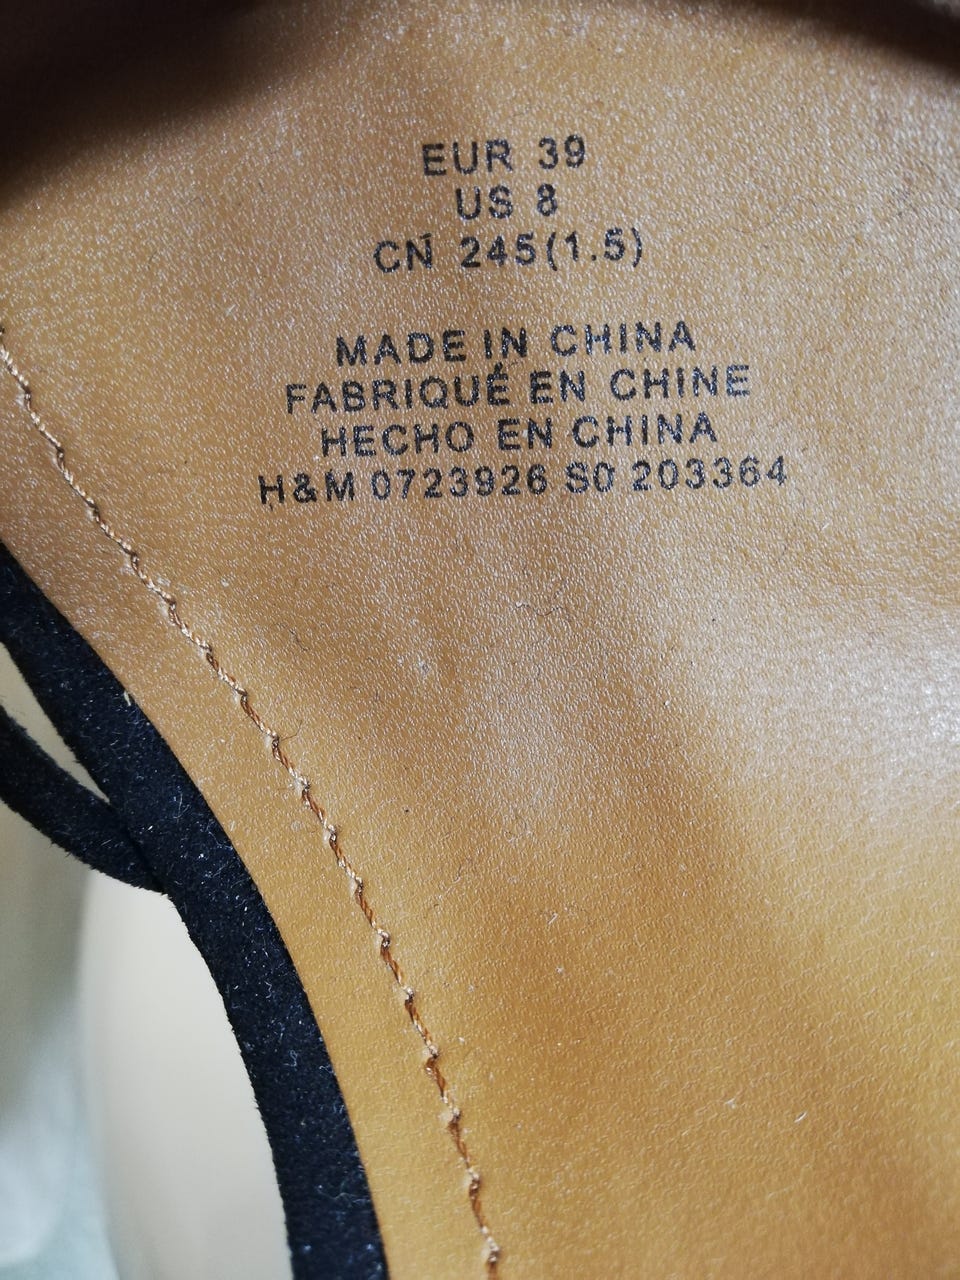 EUR 39
US 8
CN 245(1.5)
MADE IN CHINA
FABRIQUÉ EN CHINE
HECHO EN CHINA
H&M 0723926 S0 203364